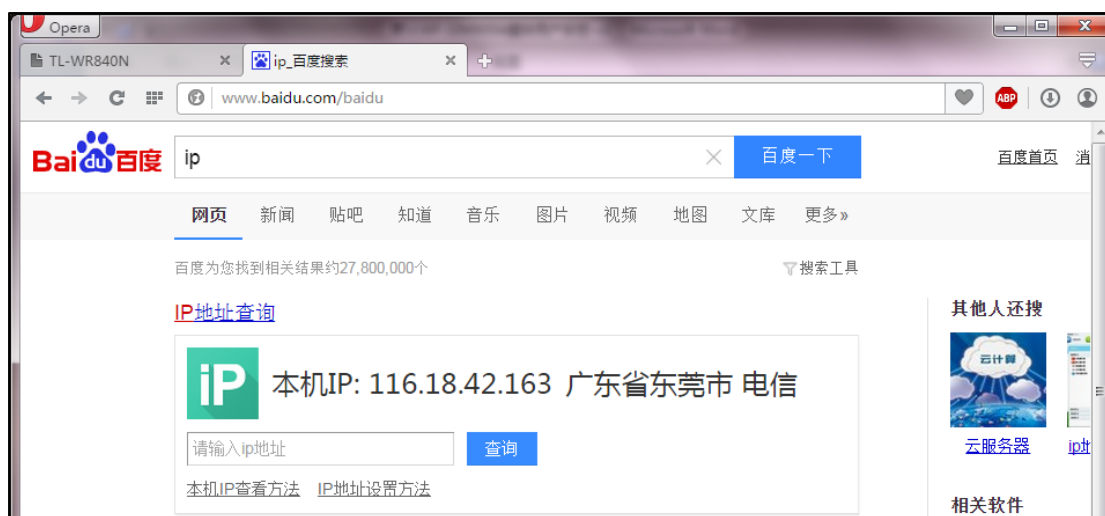 Opera
TL-WR840N
ip_百度搜索
www.baidu.com/baidu
ABP
Bai du 百度
ip
百度一下
百度首页 消
网页 新闻 贴吧 知道 音乐 图片 视频 地图 文库 更多»
百度为您找到相关结果约27,800,000个
搜索工具
IP地址查询
其他人还搜
iP
本机IP: 116.18.42.163 广东省东莞市 电信
云计算
请输入ip地址
查询
云服务器
ip地
本机IP查看方法 IP地址设置方法
相关软件